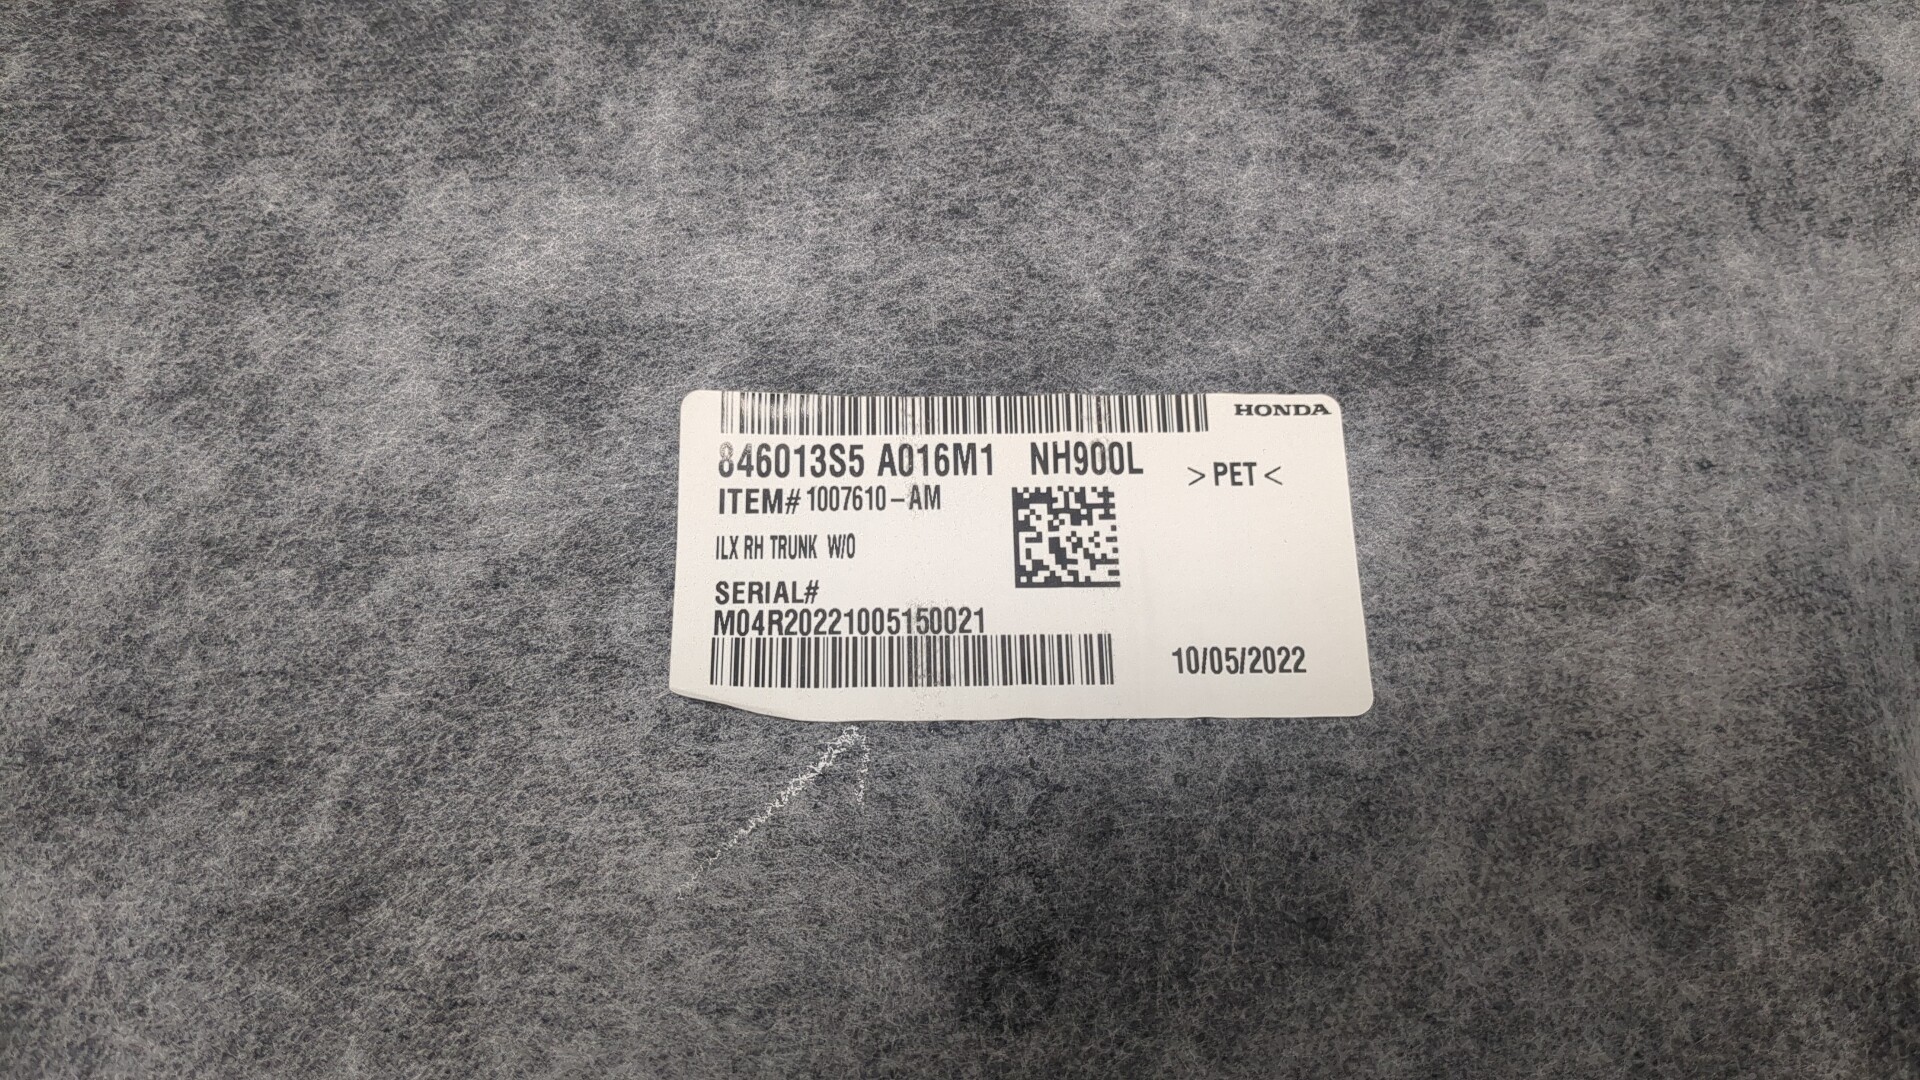 HONDA
846013S5 A016M1 NH900L
> PET <
ITEM# 1007610-AM
ILX RH TRUNK W/O
SERIAL#
M04R20221005150021
10/05/2022